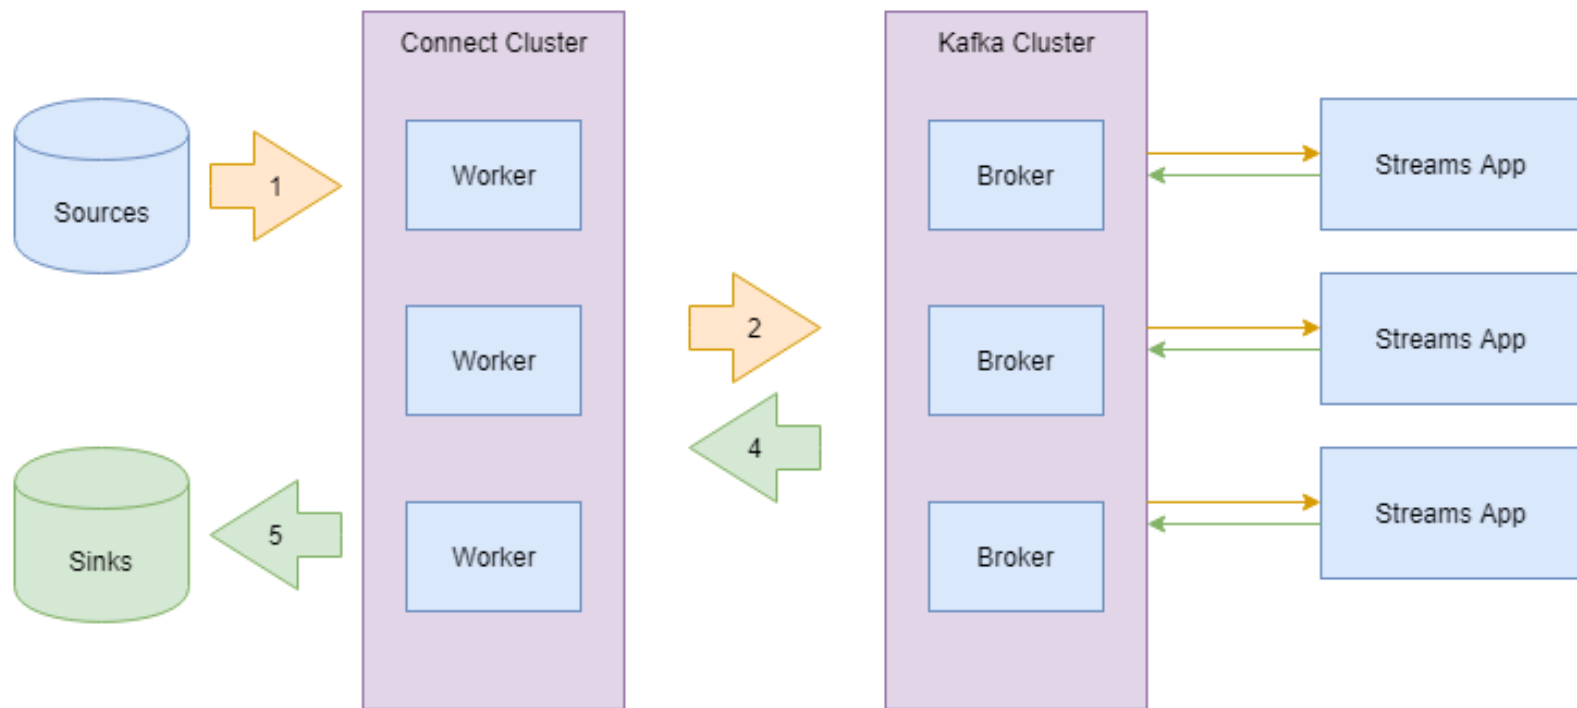 Connect Cluster
Kafka Cluster
Sources
1
Worker
Broker
Streams App
Worker
2
Broker
Streams App
4
Sinks
5
Worker
Broker
Streams App